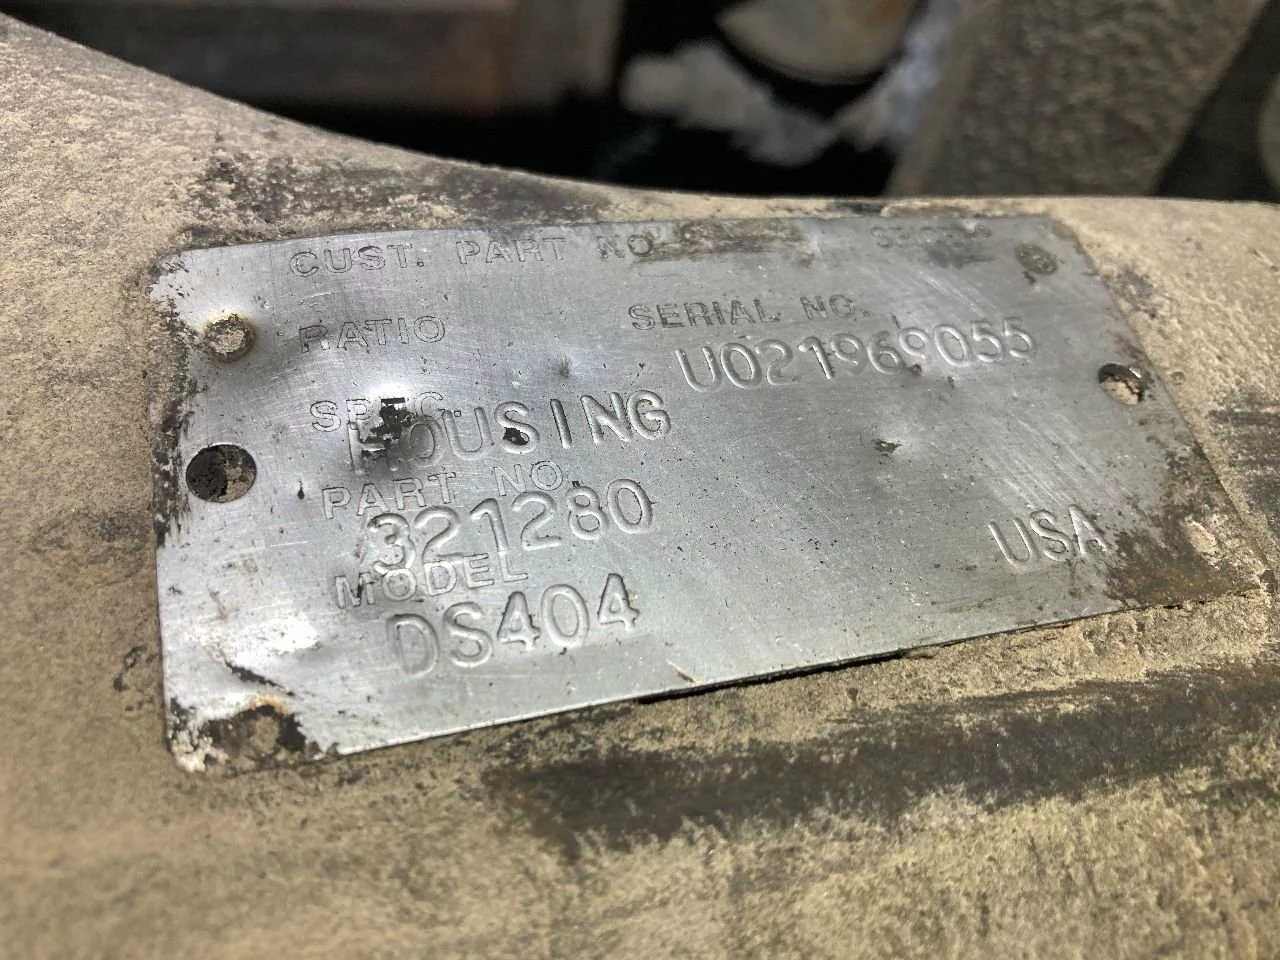 CUST. PART NO
RATIO
SERIAL NO.
U021969055
SPEC.
HOUSING
PART NO.
321280
MODEL
DS404
USA